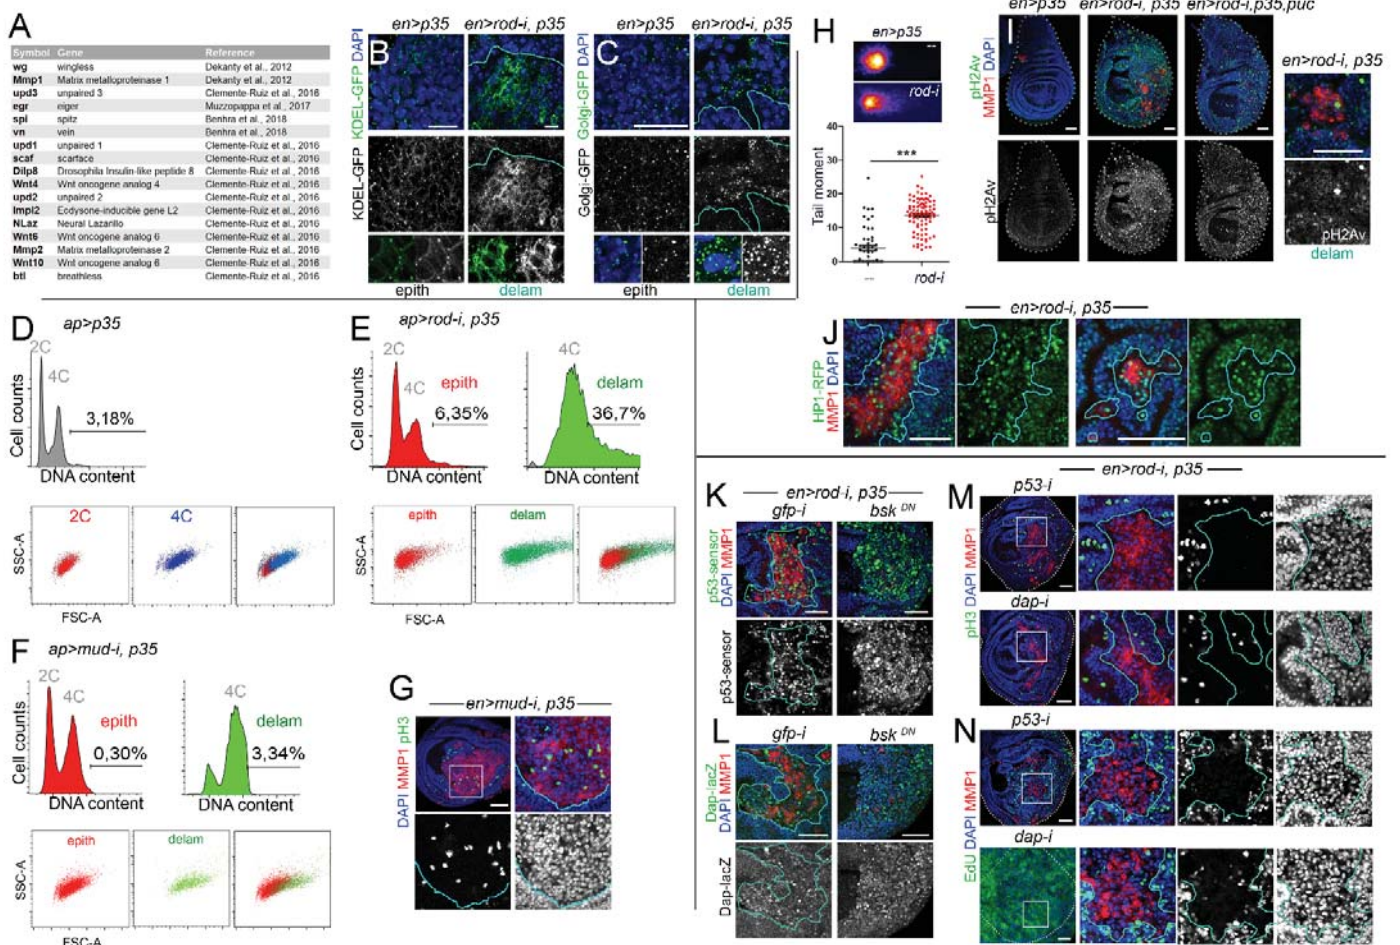 A
Symbol Gene Reference
wg wingless Dekanty et al., 2012
Mmp1 Matrix metalloproteinase 1 Dekanty et al., 2012
upd3 unpaired 3 Clemente-Ruiz et al., 2016
egr eiger Muzzopappa et al., 2017
spi spitz Benhra et al., 2018
vn vein Benhra et al., 2018
upd1 unpaired 1 Clemente-Ruiz et al., 2016
scaf scarface Clemente-Ruiz et al., 2016
Dilp8 Drosophila Insulin-like peptide 8 Clemente-Ruiz et al., 2016
Wnt4 Wnt oncogene analog 4 Clemente-Ruiz et al., 2016
upd2 unpaired 2 Clemente-Ruiz et al., 2016
Impl2 Ecdysone-inducible gene L2 Clemente-Ruiz et al., 2016
NLaz Neural Lazarillo Clemente-Ruiz et al., 2016
Wnt6 Wnt oncogene analog 6 Clemente-Ruiz et al., 2016
Mmp2 Matrix metalloproteinase 2 Clemente-Ruiz et al., 2016
Wnt10 Wnt oncogene analog 6 Clemente-Ruiz et al., 2016
btl breathless Clemente-Ruiz et al., 2016
B
en>p35 en>rod-i, p35
KDEL-GFP DAPI
KDEL-GFP
epith delam
C
en>p35 en>rod-i, p35
Golgi-GFP DAPI
Golgi-GFP
epith delam
H
en>p35
--
rod-i
Tail moment
40
30
20
10
0
***
-- rod-i
en>p35 en>rod-i, p35 en>rod-i,p35,puc
pH2Av
MMP1 DAPI
pH2Av
en>rod-i, p35
pH2Av
delam
D
ap>p35
2C
4C
3,18%
Cell counts
DNA content
2C 4C
SSC-A
FSC-A
E
ap>rod-i, p35
2C
4C
epith
6,35%
Cell counts
DNA content
4C
delam
36,7%
DNA content
epith delam
SSC-A
FSC-A
J
en>rod-i, p35
HP1-RFP
MMP1 DAPI
F
ap>mud-i, p35
2C
4C
epith
0,30%
Cell counts
DNA content
4C
delam
3,34%
DNA content
epith delam
SSC-A
FSC-A
G
en>mud-i, p35
DAPI MMP1 pH3
K
en>rod-i, p35
gfp-i bsk DN
p53-sensor
DAPI MMP1
p53-sensor
L
gfp-i bsk DN
Dap-lacZ
DAPI MMP1
Dap-lacZ
M
en>rod-i, p35
p53-i
dap-i
pH3 DAPI MMP1
N
p53-i
dap-i
EdU DAPI MMP1